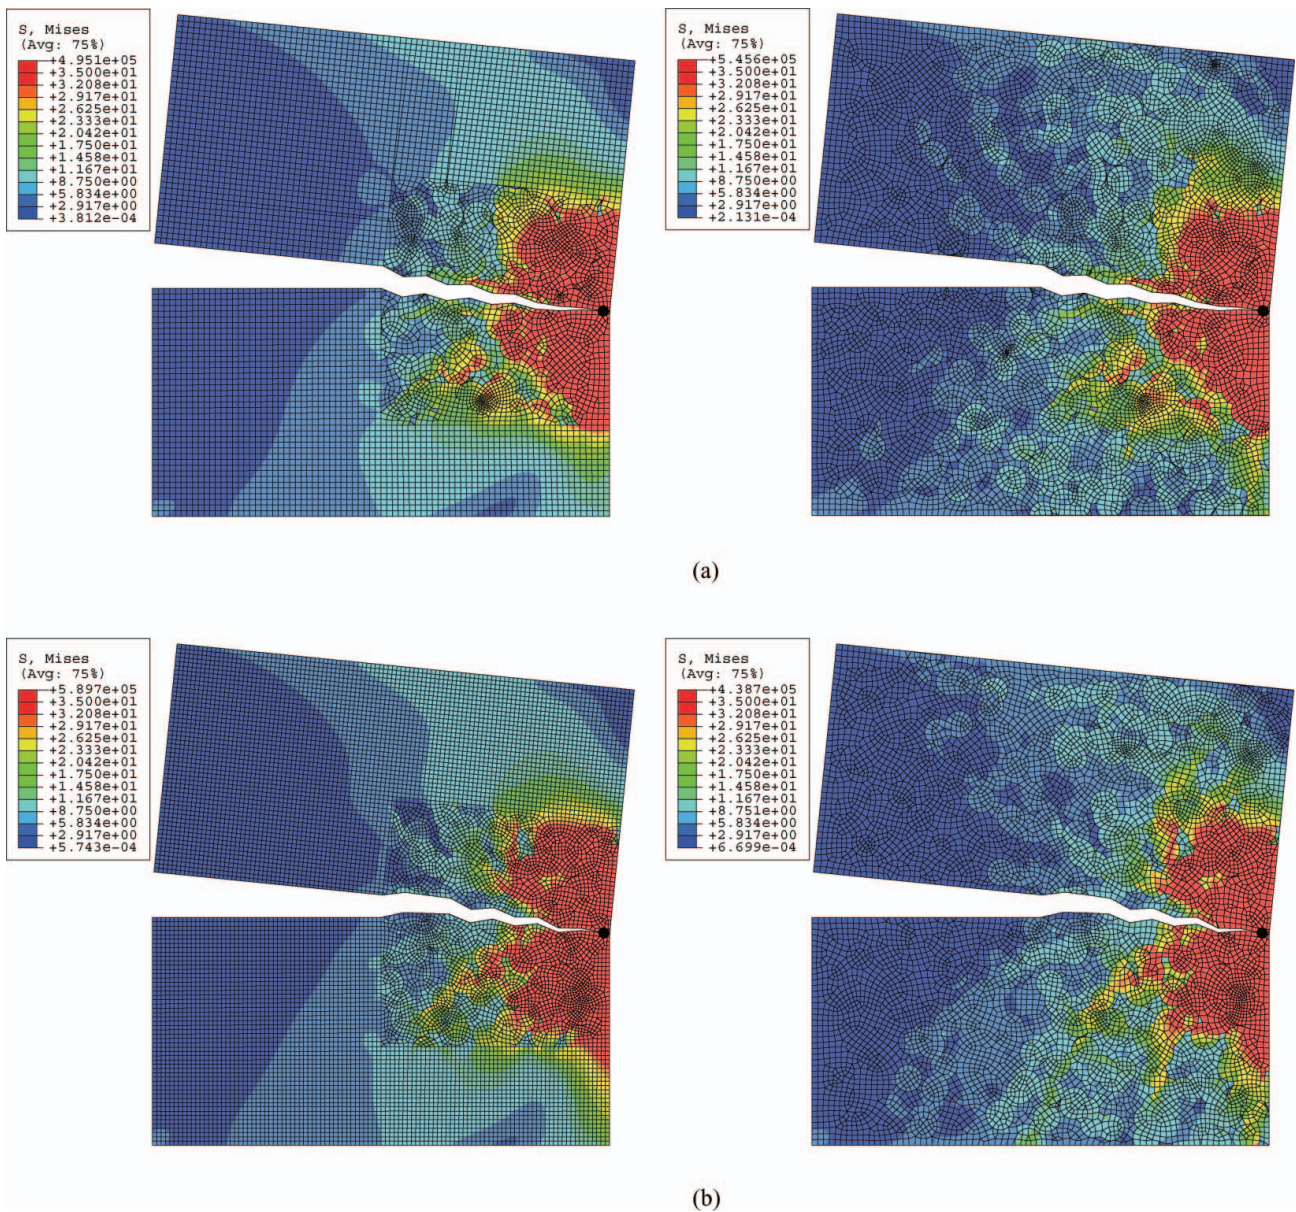 S, Mises
(Avg: 75%)
+4.951e+05
+3.500e+01
+3.208e+01
+2.917e+01
+2.625e+01
+2.333e+01
+2.042e+01
+1.750e+01
+1.458e+01
+1.167e+01
+8.750e+00
+5.834e+00
+2.917e+00
+3.812e-04
S, Mises
(Avg: 75%)
+5.456e+05
+3.500e+01
+3.208e+01
+2.917e+01
+2.625e+01
+2.333e+01
+2.042e+01
+1.750e+01
+1.458e+01
+1.167e+01
+8.750e+00
+5.834e+00
+2.917e+00
+2.131e-04
(a)
S, Mises
(Avg: 75%)
+5.897e+05
+3.500e+01
+3.208e+01
+2.917e+01
+2.625e+01
+2.333e+01
+2.042e+01
+1.750e+01
+1.458e+01
+1.167e+01
+8.750e+00
+5.834e+00
+2.917e+00
+5.743e-04
S, Mises
(Avg: 75%)
+4.387e+05
+3.500e+01
+3.208e+01
+2.917e+01
+2.625e+01
+2.333e+01
+2.042e+01
+1.750e+01
+1.458e+01
+1.167e+01
+8.751e+00
+5.834e+00
+2.917e+00
+6.699e-04
(b)